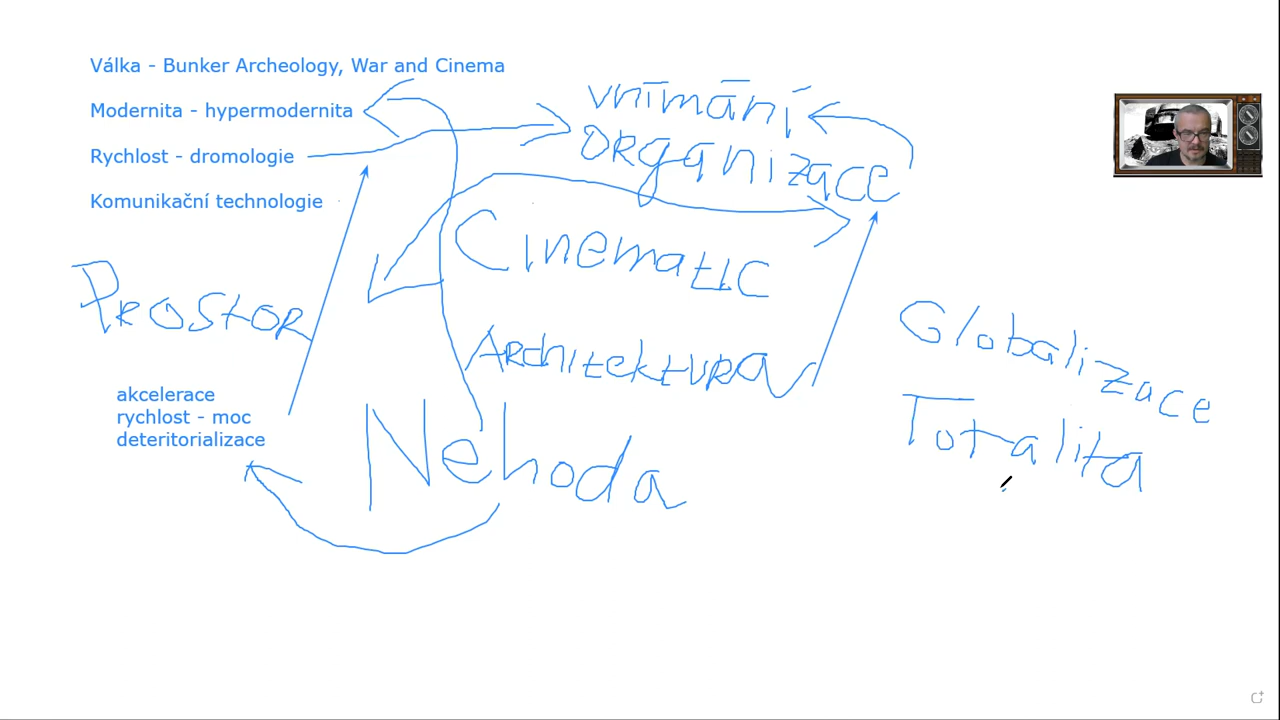 Válka - Bunker Archeology, War and Cinema
Modernita - hypermodernita
Rychlost - dromologie
Komunikační technologie
vnímání
organizace
Cinematic
Prostor
Architektura
Globalizace
Totalita
akcelerace
rychlost - moc
deteritorializace
Nehoda